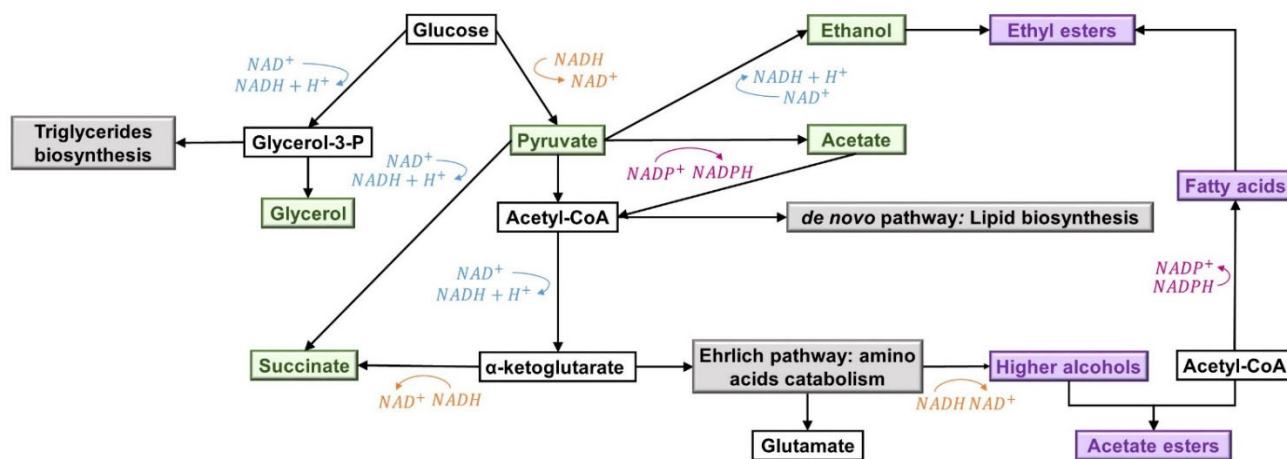 Glucose
Ethanol
Ethyl esters
NAD⁺
NADH + H⁺
NADH
NAD⁺
NADH + H⁺
NAD⁺
Triglycerides
biosynthesis
Glycerol-3-P
Pyruvate
Acetate
NAD⁺
NADH + H⁺
NADP⁺ NADPH
Fatty acids
Glycerol
Acetyl-CoA
de novo pathway: Lipid biosynthesis
NAD⁺
NADH + H⁺
NADP⁺
NADPH
Succinate
α-ketoglutarate
Ehrlich pathway: amino
acids catabolism
Higher alcohols
Acetyl-CoA
NAD⁺ NADH
NADH NAD⁺
Glutamate
Acetate esters